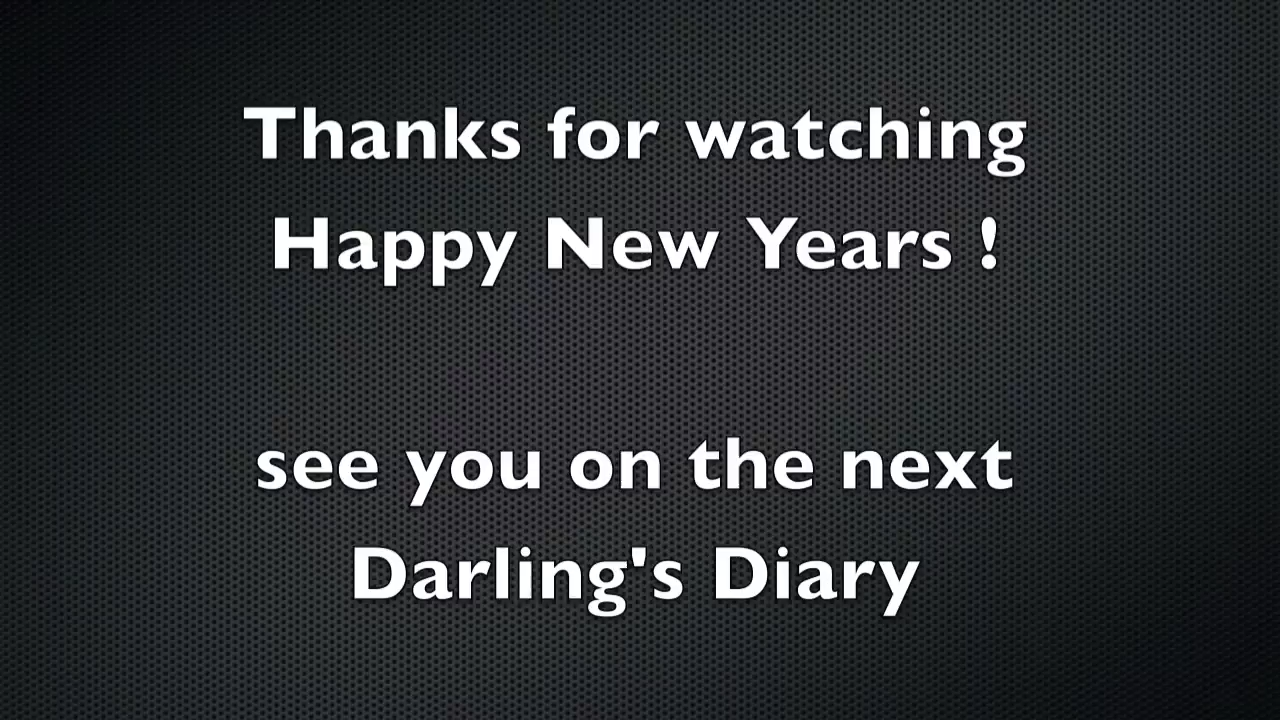 Thanks for watching
Happy New Years !
see you on the next
Darling's Diary